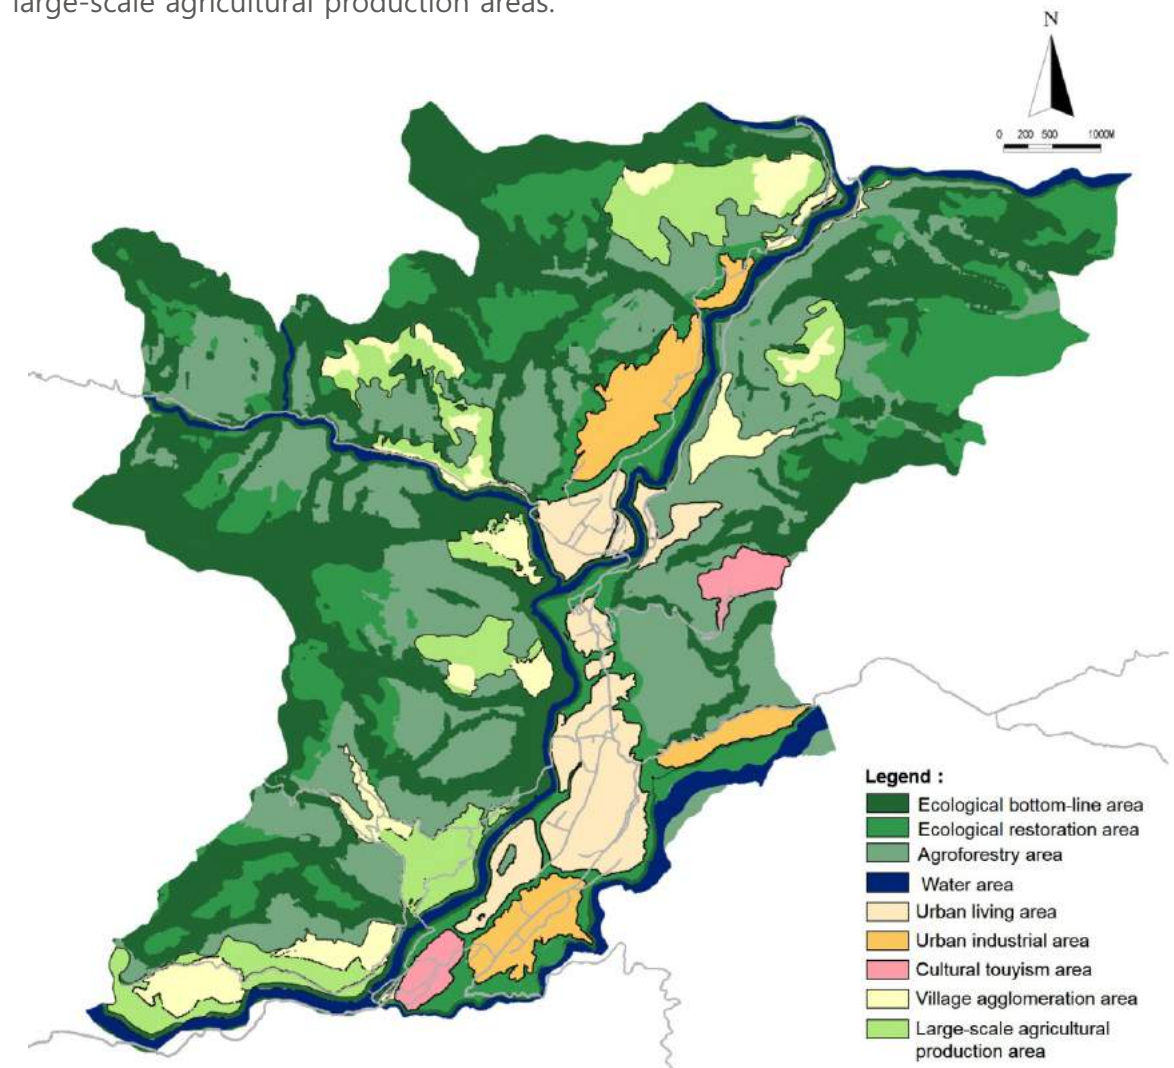 large-scale agricultural production areas.
N
0 200 500 1000M
Legend :
Ecological bottom-line area
Ecological restoration area
Agroforestry area
Water area
Urban living area
Urban industrial area
Cultural touyism area
Village agglomeration area
Large-scale agricultural
production area